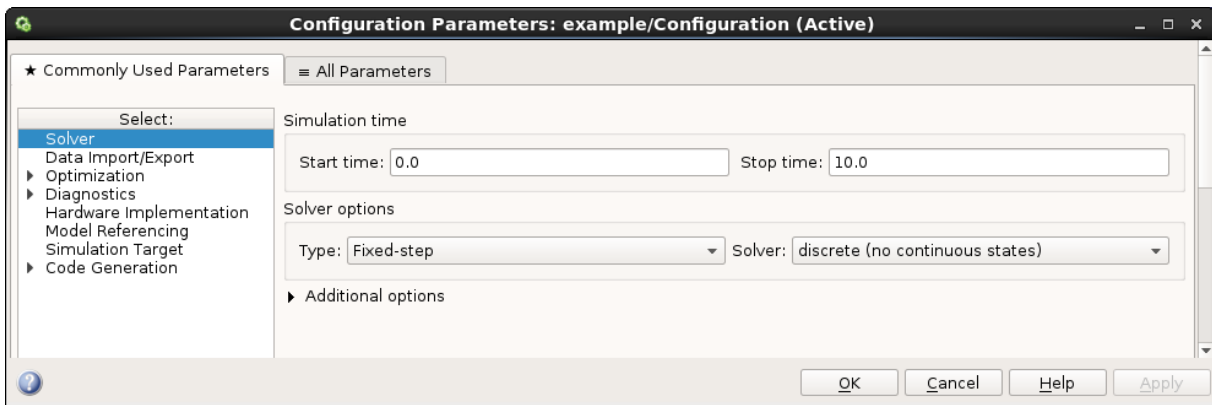 Configuration Parameters: example/Configuration (Active)
★ Commonly Used Parameters
≡ All Parameters
Select:
Solver
Data Import/Export
Optimization
Diagnostics
Hardware Implementation
Model Referencing
Simulation Target
Code Generation
Simulation time
Start time: 0.0 Stop time: 10.0
Solver options
Type: Fixed-step Solver: discrete (no continuous states)
Additional options
OK Cancel Help Apply